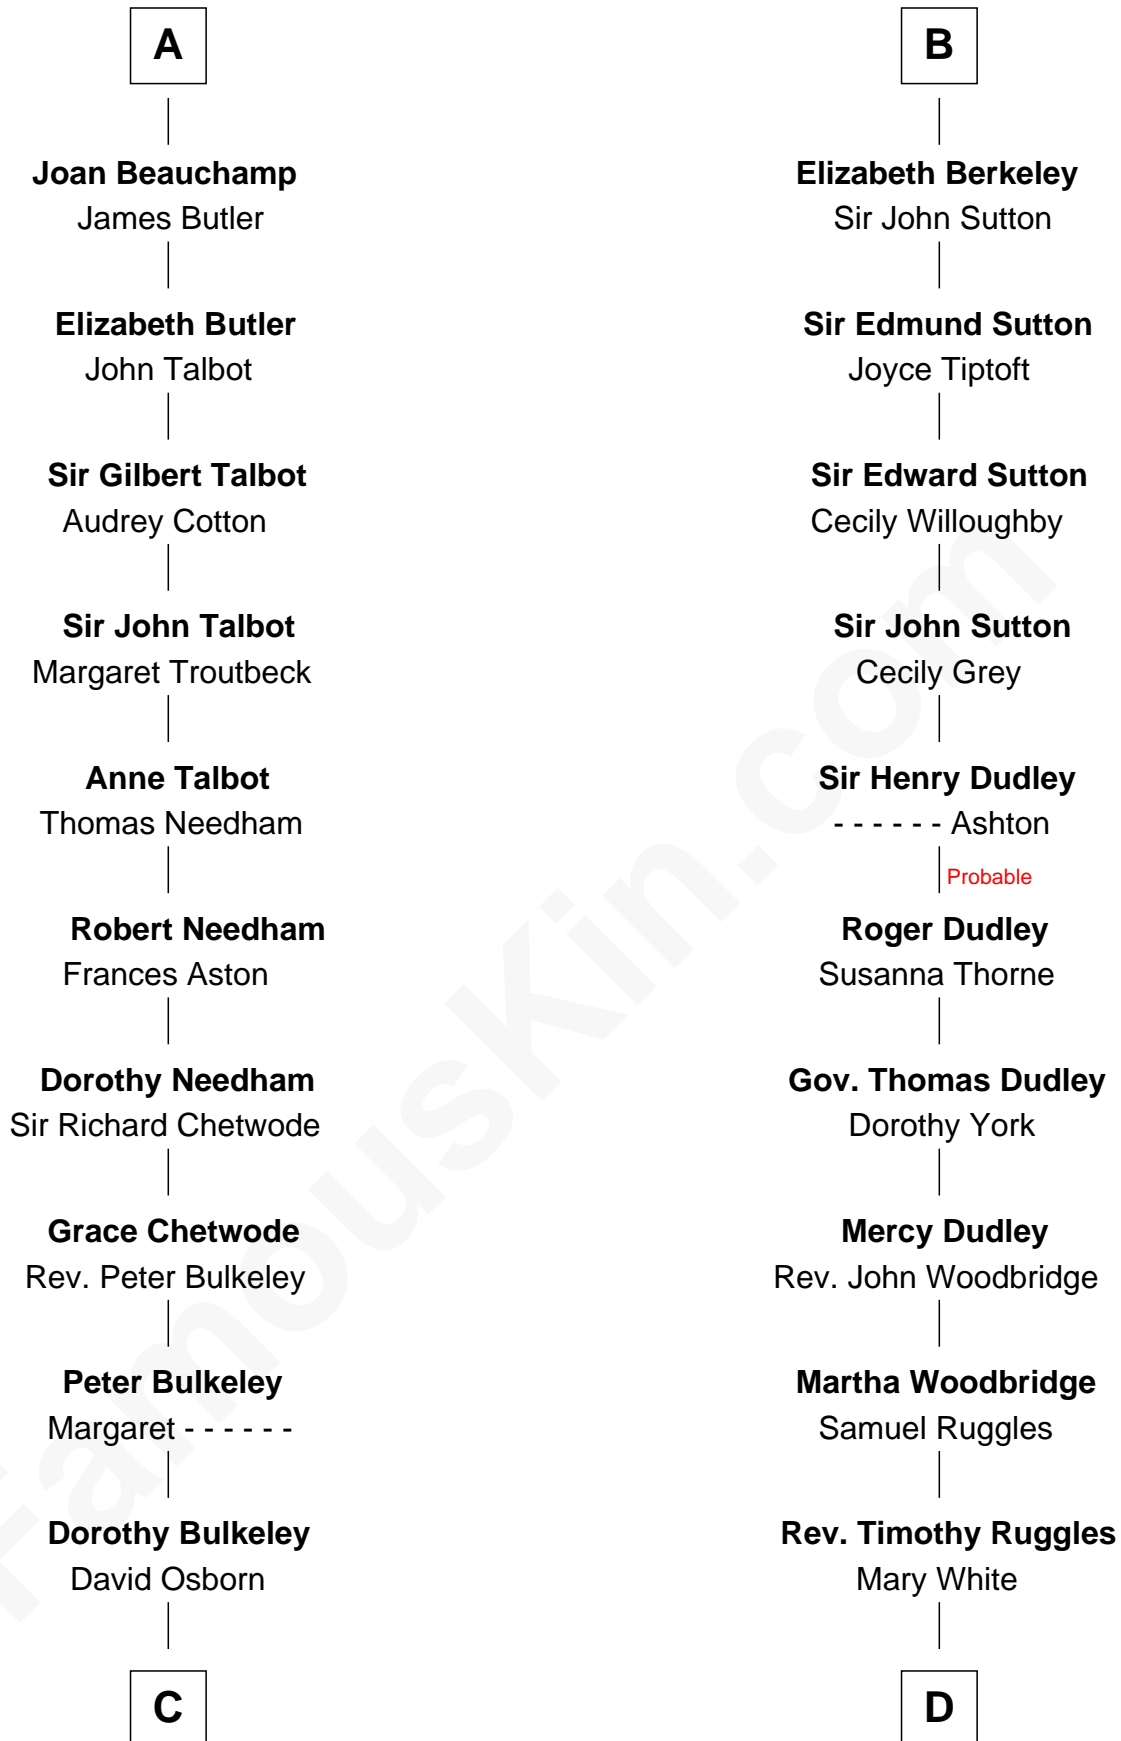 A
Joan Beauchamp
James Butler
Elizabeth Butler
John Talbot
Sir Gilbert Talbot
Audrey Cotton
Sir John Talbot
Margaret Troutbeck
Anne Talbot
Thomas Needham
Robert Needham
Frances Aston
Dorothy Needham
Sir Richard Chetwode
Grace Chetwode
Rev. Peter Bulkeley
Peter Bulkeley
Margaret - - - - - -
Dorothy Bulkeley
David Osborn
C
B
Elizabeth Berkeley
Sir John Sutton
Sir Edmund Sutton
Joyce Tiptoft
Sir Edward Sutton
Cecily Willoughby
Sir John Sutton
Cecily Grey
Sir Henry Dudley
- - - - - - Ashton
Probable
Roger Dudley
Susanna Thorne
Gov. Thomas Dudley
Dorothy York
Mercy Dudley
Rev. John Woodbridge
Martha Woodbridge
Samuel Ruggles
Rev. Timothy Ruggles
Mary White
D
FamousKin.com